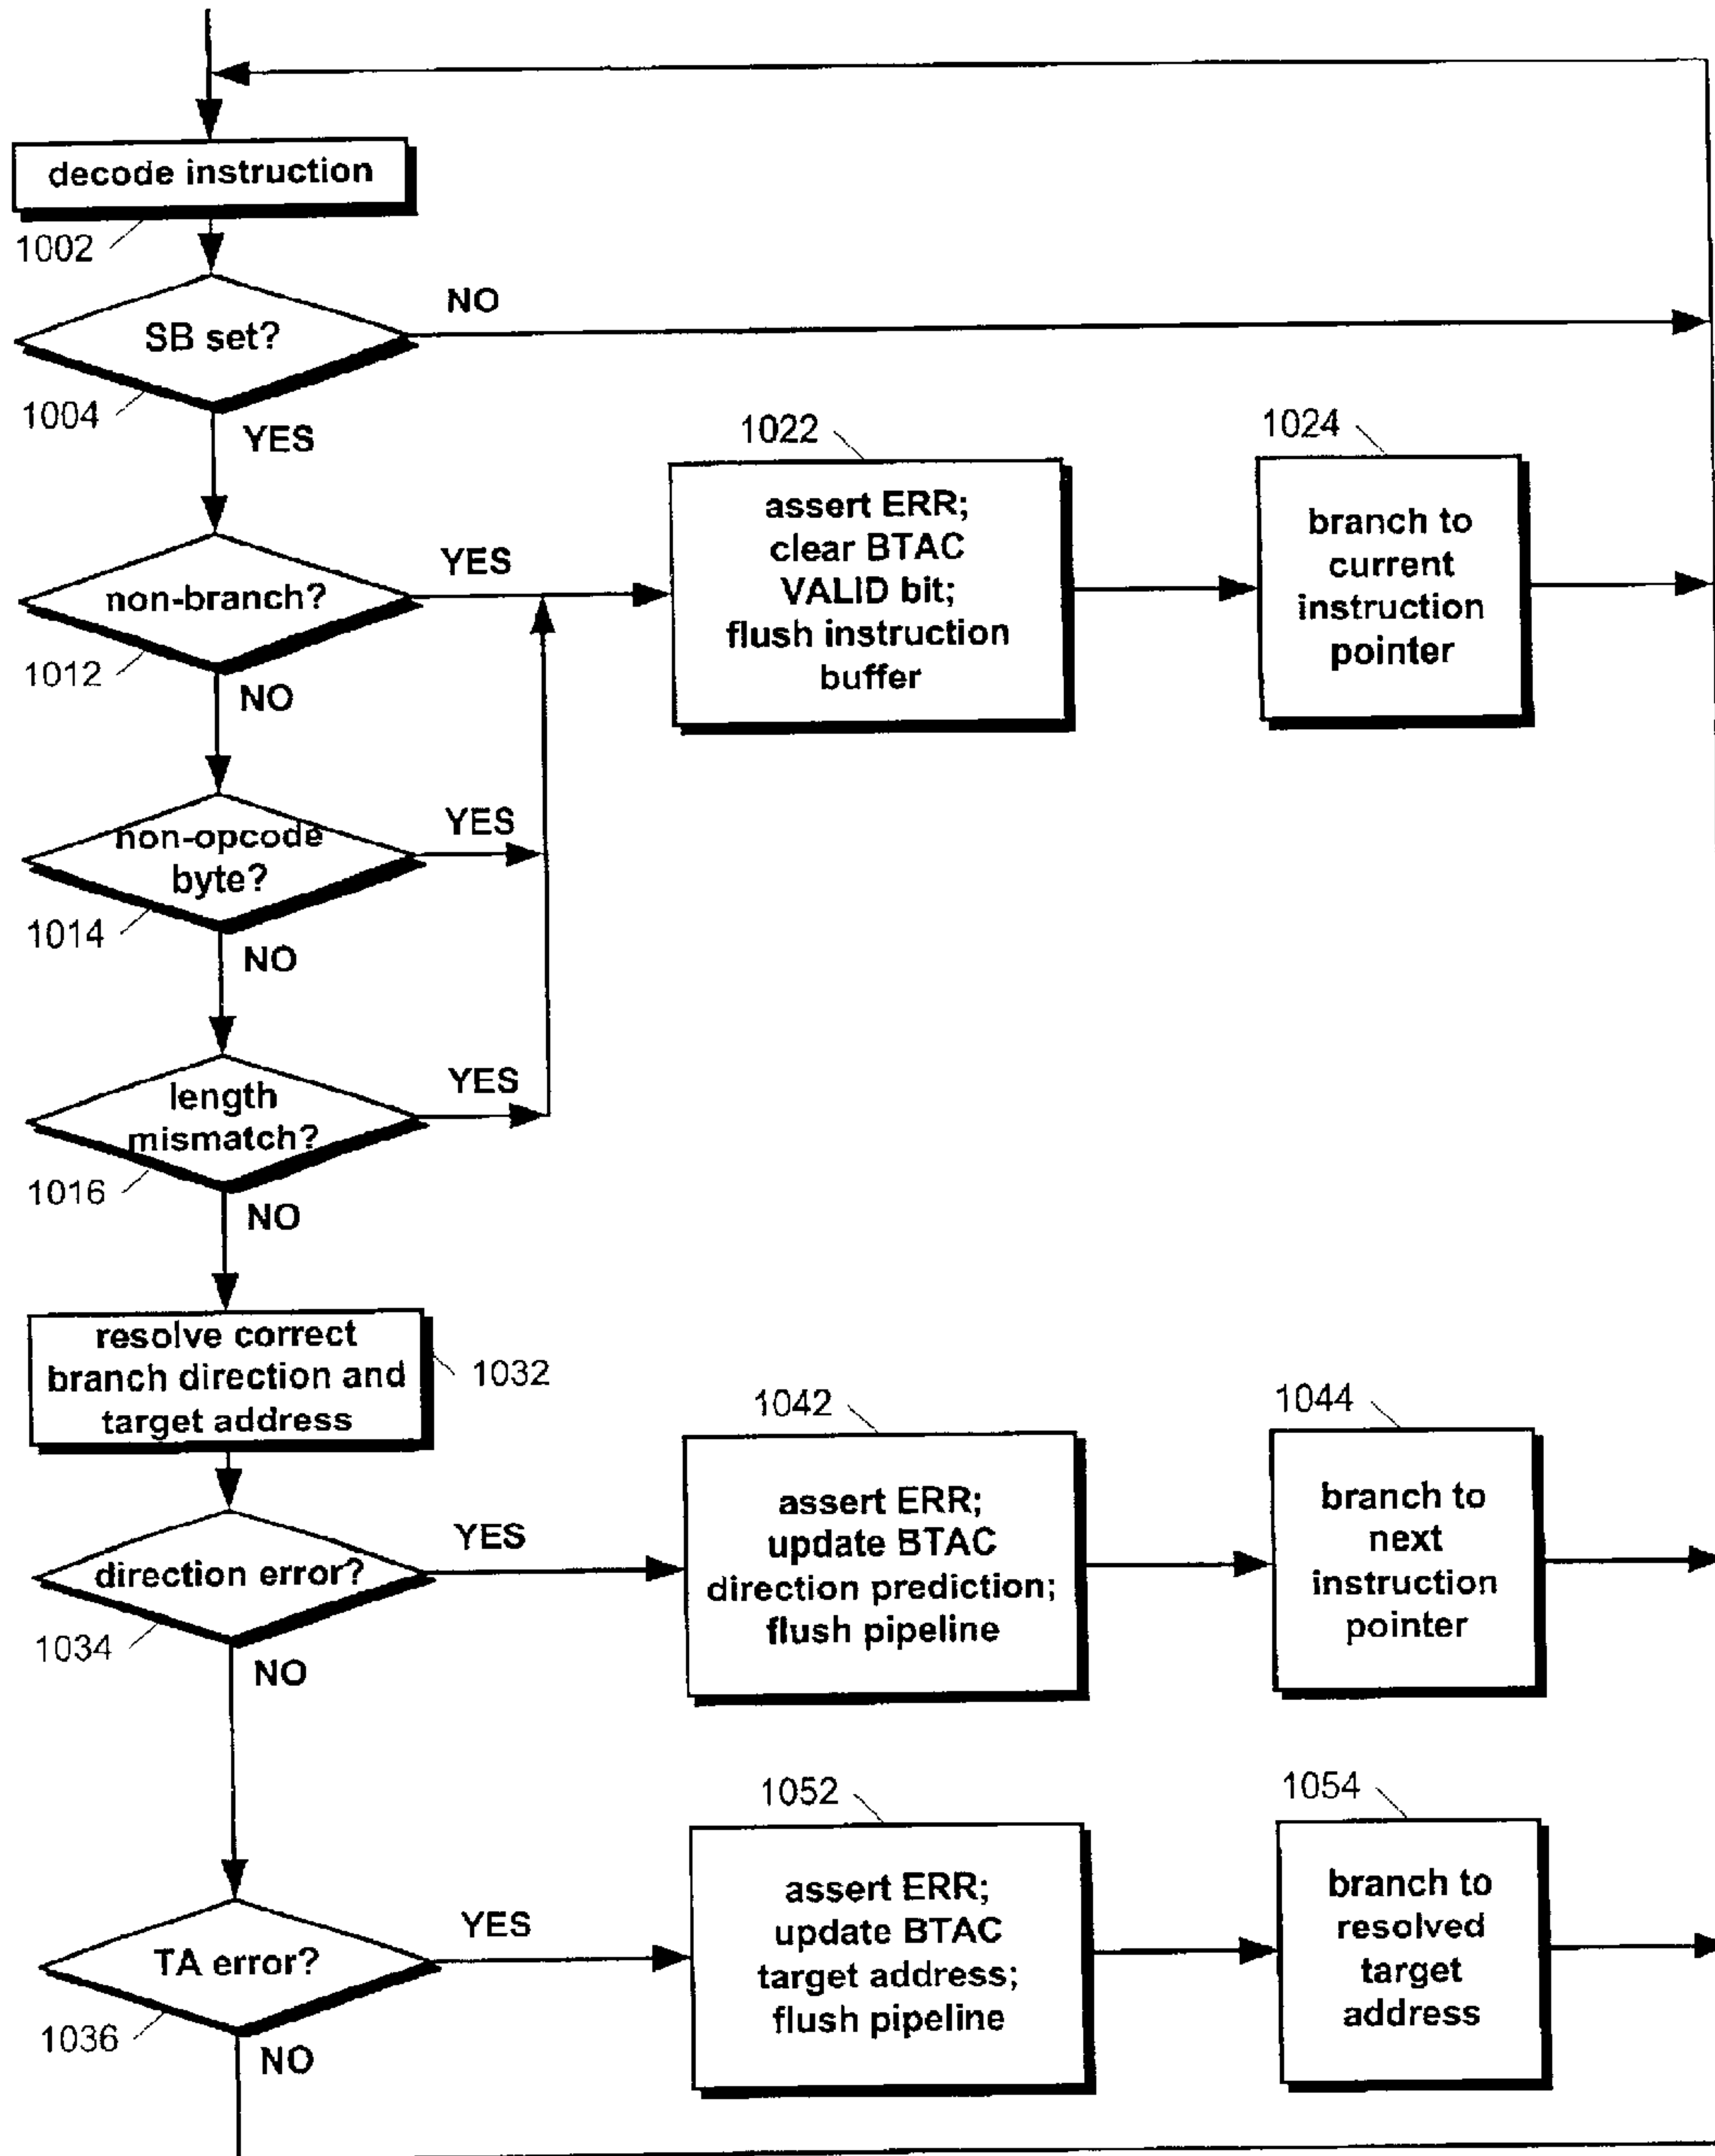 decode instruction
1002
SB set?
NO
1004
YES
non-branch?
YES
1012
NO
1022
assert ERR;
clear BTAC
VALID bit;
flush instruction
buffer
1024
branch to
current
instruction
pointer
non-opcode
byte?
YES
1014
NO
length
mismatch?
YES
1016
NO
resolve correct
branch direction and
target address
1032
direction error?
YES
1034
NO
1042
assert ERR;
update BTAC
direction prediction;
flush pipeline
1044
branch to
next
instruction
pointer
TA error?
YES
1036
NO
1052
assert ERR;
update BTAC
target address;
flush pipeline
1054
branch to
resolved
target
address